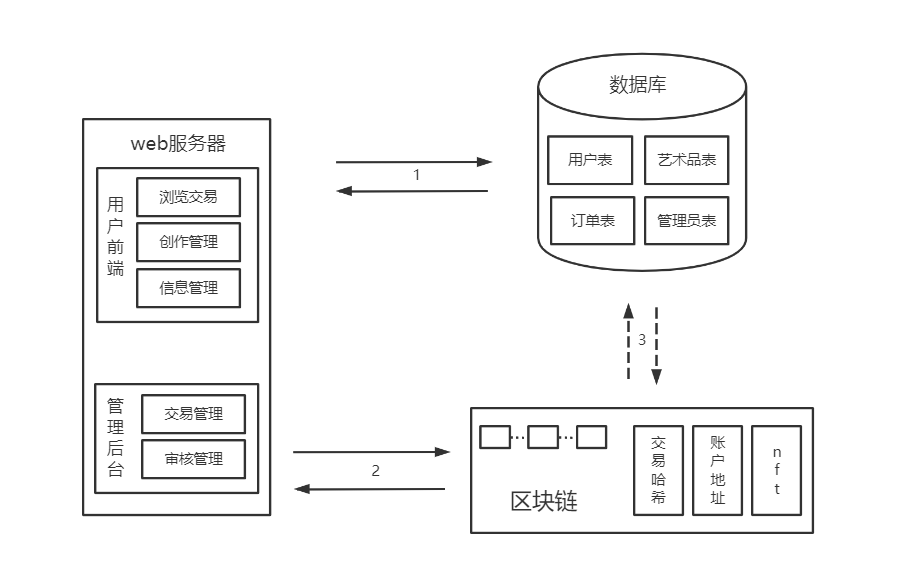 web服务器
用户前端
浏览交易
创作管理
信息管理
管理后台
交易管理
审核管理
1
2
数据库
用户表
艺术品表
订单表
管理员表
3
区块链
交易哈希
账户地址
nft